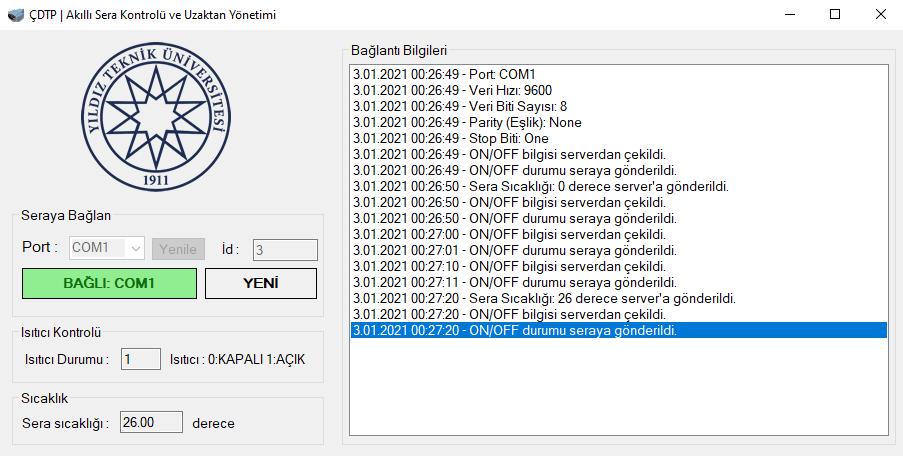 ÇDTP | Akıllı Sera Kontrolü ve Uzaktan Yönetimi
YILDIZ TEKNİK ÜNİVERSİTESİ
1911
Seraya Bağlan
Port : COM1 Yenile İd : 3
BAĞLI: COM1 YENİ
Isıtıcı Kontrolü
Isıtıcı Durumu : 1 Isıtıcı : 0:KAPALI 1:AÇIK
Sıcaklık
Sera sıcaklığı : 26.00 derece
Bağlantı Bilgileri
3.01.2021 00:26:49 - Port: COM1
3.01.2021 00:26:49 - Veri Hızı: 9600
3.01.2021 00:26:49 - Veri Biti Sayısı: 8
3.01.2021 00:26:49 - Parity (Eşlik): None
3.01.2021 00:26:49 - Stop Biti: One
3.01.2021 00:26:49 - ON/OFF bilgisi serverdan çekildi.
3.01.2021 00:26:49 - ON/OFF durumu seraya gönderildi.
3.01.2021 00:26:50 - Sera Sıcaklığı: 0 derece server'a gönderildi.
3.01.2021 00:26:50 - ON/OFF bilgisi serverdan çekildi.
3.01.2021 00:26:50 - ON/OFF durumu seraya gönderildi.
3.01.2021 00:27:00 - ON/OFF bilgisi serverdan çekildi.
3.01.2021 00:27:01 - ON/OFF durumu seraya gönderildi.
3.01.2021 00:27:10 - ON/OFF bilgisi serverdan çekildi.
3.01.2021 00:27:11 - ON/OFF durumu seraya gönderildi.
3.01.2021 00:27:20 - Sera Sıcaklığı: 26 derece server'a gönderildi.
3.01.2021 00:27:20 - ON/OFF bilgisi serverdan çekildi.
3.01.2021 00:27:20 - ON/OFF durumu seraya gönderildi.